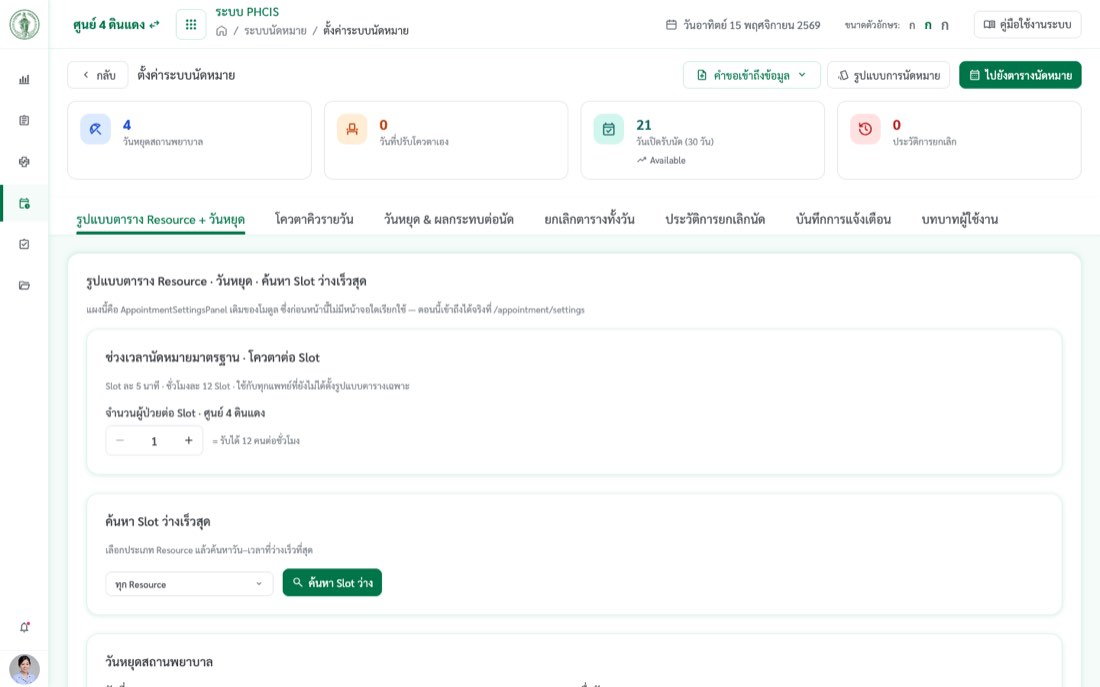 ศูนย์ 4 ดินแดง
ระบบ PHCIS
ระบบนัดหมาย / ตั้งค่าระบบนัดหมาย
วันอาทิตย์ 15 พฤศจิกายน 2569
ขนาดตัวอักษร: ก ก ก
คู่มือใช้งานระบบ
กลับ
ตั้งค่าระบบนัดหมาย
คำขอเข้าถึงข้อมูล
รูปแบบการนัดหมาย
ไปยังตารางนัดหมาย
4
วันหยุดสถานพยาบาล
0
วันที่ปรับโควตาเอง
21
วันเปิดรับนัด (30 วัน)
Available
0
ประวัติการยกเลิก
รูปแบบตาราง Resource + วันหยุด
โควตาคิวรายวัน
วันหยุด & ผลกระทบต่อนัด
ยกเลิกตารางทั้งวัน
ประวัติการยกเลิกนัด
บันทึกการแจ้งเตือน
บทบาทผู้ใช้งาน
รูปแบบตาราง Resource · วันหยุด · ค้นหา Slot ว่างเร็วสุด
แผงนี้คือ AppointmentSettingsPanel เดิมของโมดูล ซึ่งก่อนหน้านี้ไม่มีหน้าจอใดเรียกใช้ — ตอนนี้เข้าถึงได้จริงที่ /appointment/settings
ช่วงเวลานัดหมายมาตรฐาน · โควตาต่อ Slot
Slot ละ 5 นาที · ชั่วโมงละ 12 Slot · ใช้กับทุกแพทย์ที่ยังไม่ได้ตั้งรูปแบบตารางเฉพาะ
จำนวนผู้ป่วยต่อ Slot · ศูนย์ 4 ดินแดง
− 1 +
= รับได้ 12 คนต่อชั่วโมง
ค้นหา Slot ว่างเร็วสุด
เลือกประเภท Resource แล้วค้นหาวัน–เวลาที่ว่างเร็วที่สุด
ทุก Resource
ค้นหา Slot ว่าง
วันหยุดสถานพยาบาล